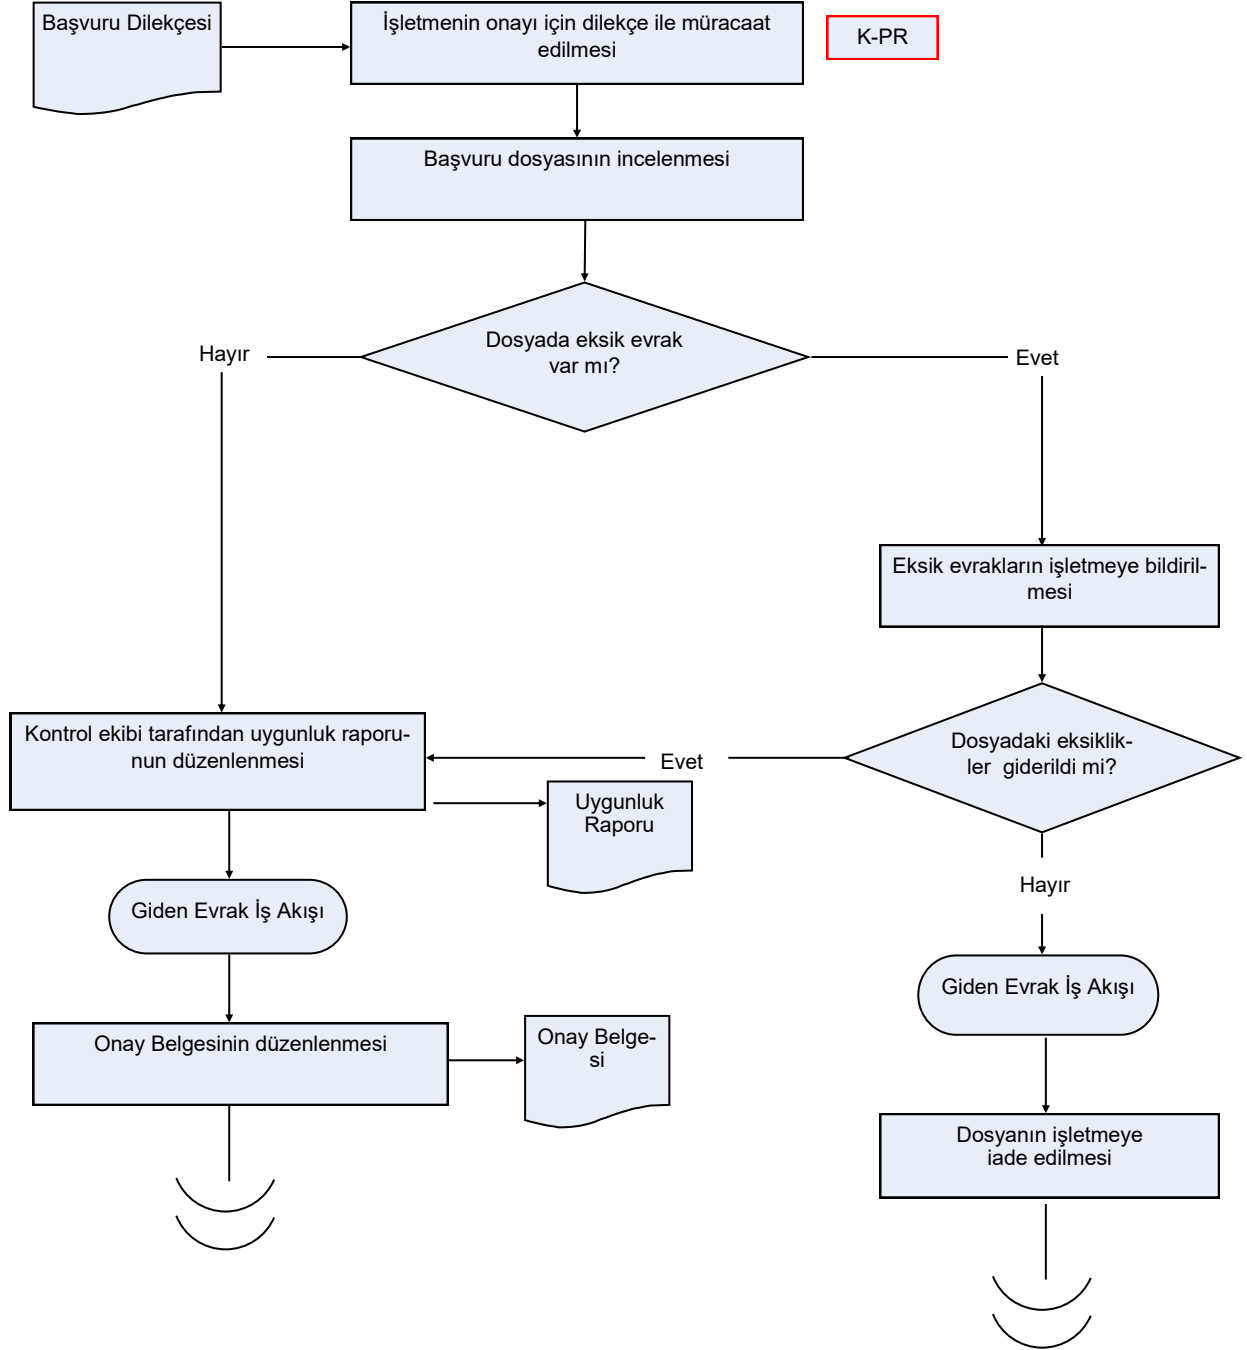 Başvuru Dilekçesi
İşletmenin onayı için dilekçe ile müracaat
edilmesi
K-PR
Başvuru dosyasının incelenmesi
Dosyada eksik evrak
var mı?
Hayır
Evet
Eksik evrakların işletmeye bildiril-
mesi
Kontrol ekibi tarafından uygunluk raporu-
nun düzenlenmesi
Evet
Dosyadaki eksiklik-
ler  giderildi mi?
Uygunluk
Raporu
Hayır
Giden Evrak İş Akışı
Giden Evrak İş Akışı
Onay Belgesinin düzenlenmesi
Onay Belge-
si
Dosyanın işletmeye
iade edilmesi